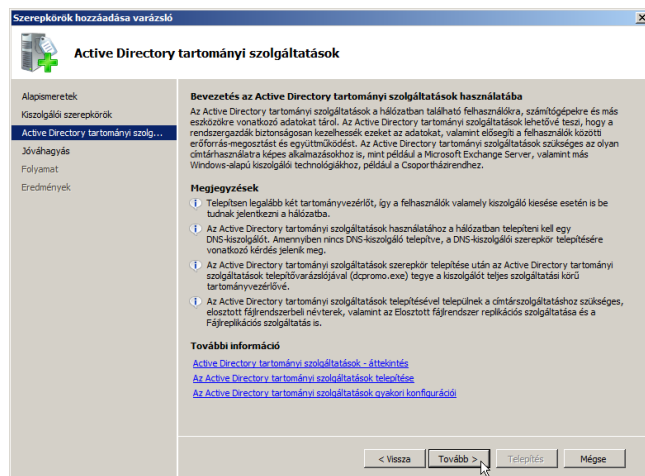 Szerepkörök hozzáadása varázsló
Active Directory tartományi szolgáltatások
Alapismeretek
Kiszolgálói szerepkörök
Active Directory tartományi szolg...
Jóváhagyás
Folyamat
Eredmények
Bevezetés az Active Directory tartományi szolgáltatások használatába
Az Active Directory tartományi szolgáltatások a hálózatban található felhasználókra, számítógépekre és más
eszközökre vonatkozó adatokat tárol. Az Active Directory tartományi szolgáltatások lehetővé teszi, hogy a
rendszergazdák biztonságosan kezelhessék ezeket az adatokat, valamint elősegíti a felhasználók közötti
erőforrás-megosztást és együttműködést. Az Active Directory tartományi szolgáltatások szükséges az olyan
címtárhasználatra képes alkalmazásokhoz is, mint például a Microsoft Exchange Server, valamint más
Windows-alapú kiszolgálói technológiákhoz, például a Csoportházirendhez.
Megjegyzések
Telepítsen legalább két tartományvezérlőt, így a felhasználók valamely kiszolgáló kiesése esetén is be
tudnak jelentkezni a hálózatba.
Az Active Directory tartományi szolgáltatások használatához a hálózatban telepíteni kell egy
DNS-kiszolgálót. Amennyiben nincs DNS-kiszolgáló telepítve, a DNS-kiszolgálói szerepkör telepítésére
vonatkozó kérdés jelenik meg.
Az Active Directory tartományi szolgáltatások szerepkör telepítése után az Active Directory tartományi
szolgáltatások telepítővarázslójával (dcpromo.exe) tegye a kiszolgálót teljes szolgáltatási körű
tartományvezérlővé.
Az Active Directory tartományi szolgáltatások telepítésével települnek a címtárszolgáltatáshoz szükséges,
elosztott fájlrendszerbeli névterek, valamint az Elosztott fájlrendszer replikációs szolgáltatása és a
Fájlreplikációs szolgáltatás is.
További információ
Active Directory tartományi szolgáltatások - áttekintés
Az Active Directory tartományi szolgáltatások telepítése
Az Active Directory tartományi szolgáltatások gyakori konfigurációi
< Vissza
Tovább >
Telepítés
Mégse